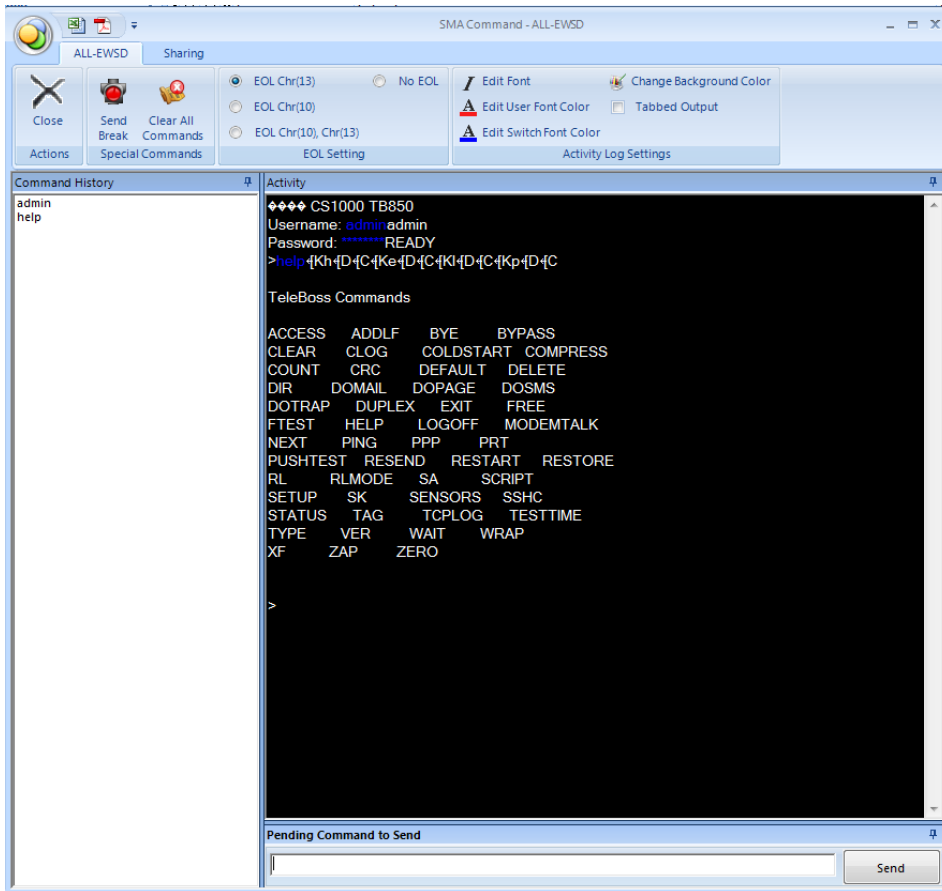 SMA Command - ALL-EWSD
ALL-EWSD Sharing
Close
Send Break
Clear All Commands
Actions
Special Commands
EOL Chr(13)
No EOL
EOL Chr(10)
EOL Chr(10), Chr(13)
EOL Setting
Edit Font
Change Background Color
Edit User Font Color
Tabbed Output
Edit Switch Font Color
Activity Log Settings
Command History
admin
help
Activity
���� CS1000 TB850
Username: adminadmin
Password: ********READY
>help
TeleBoss Commands
ACCESS ADDLF BYE BYPASS
CLEAR CLOG COLDSTART COMPRESS
COUNT CRC DEFAULT DELETE
DIR DOMAIL DOPAGE DOSMS
DOTRAP DUPLEX EXIT FREE
FTEST HELP LOGOFF MODEMTALK
NEXT PING PPP PRT
PUSHTEST RESEND RESTART RESTORE
RL RLMODE SA SCRIPT
SETUP SK SENSORS SSHC
STATUS TAG TCPLOG TESTTIME
TYPE VER WAIT WRAP
XF ZAP ZERO
>
Pending Command to Send
Send